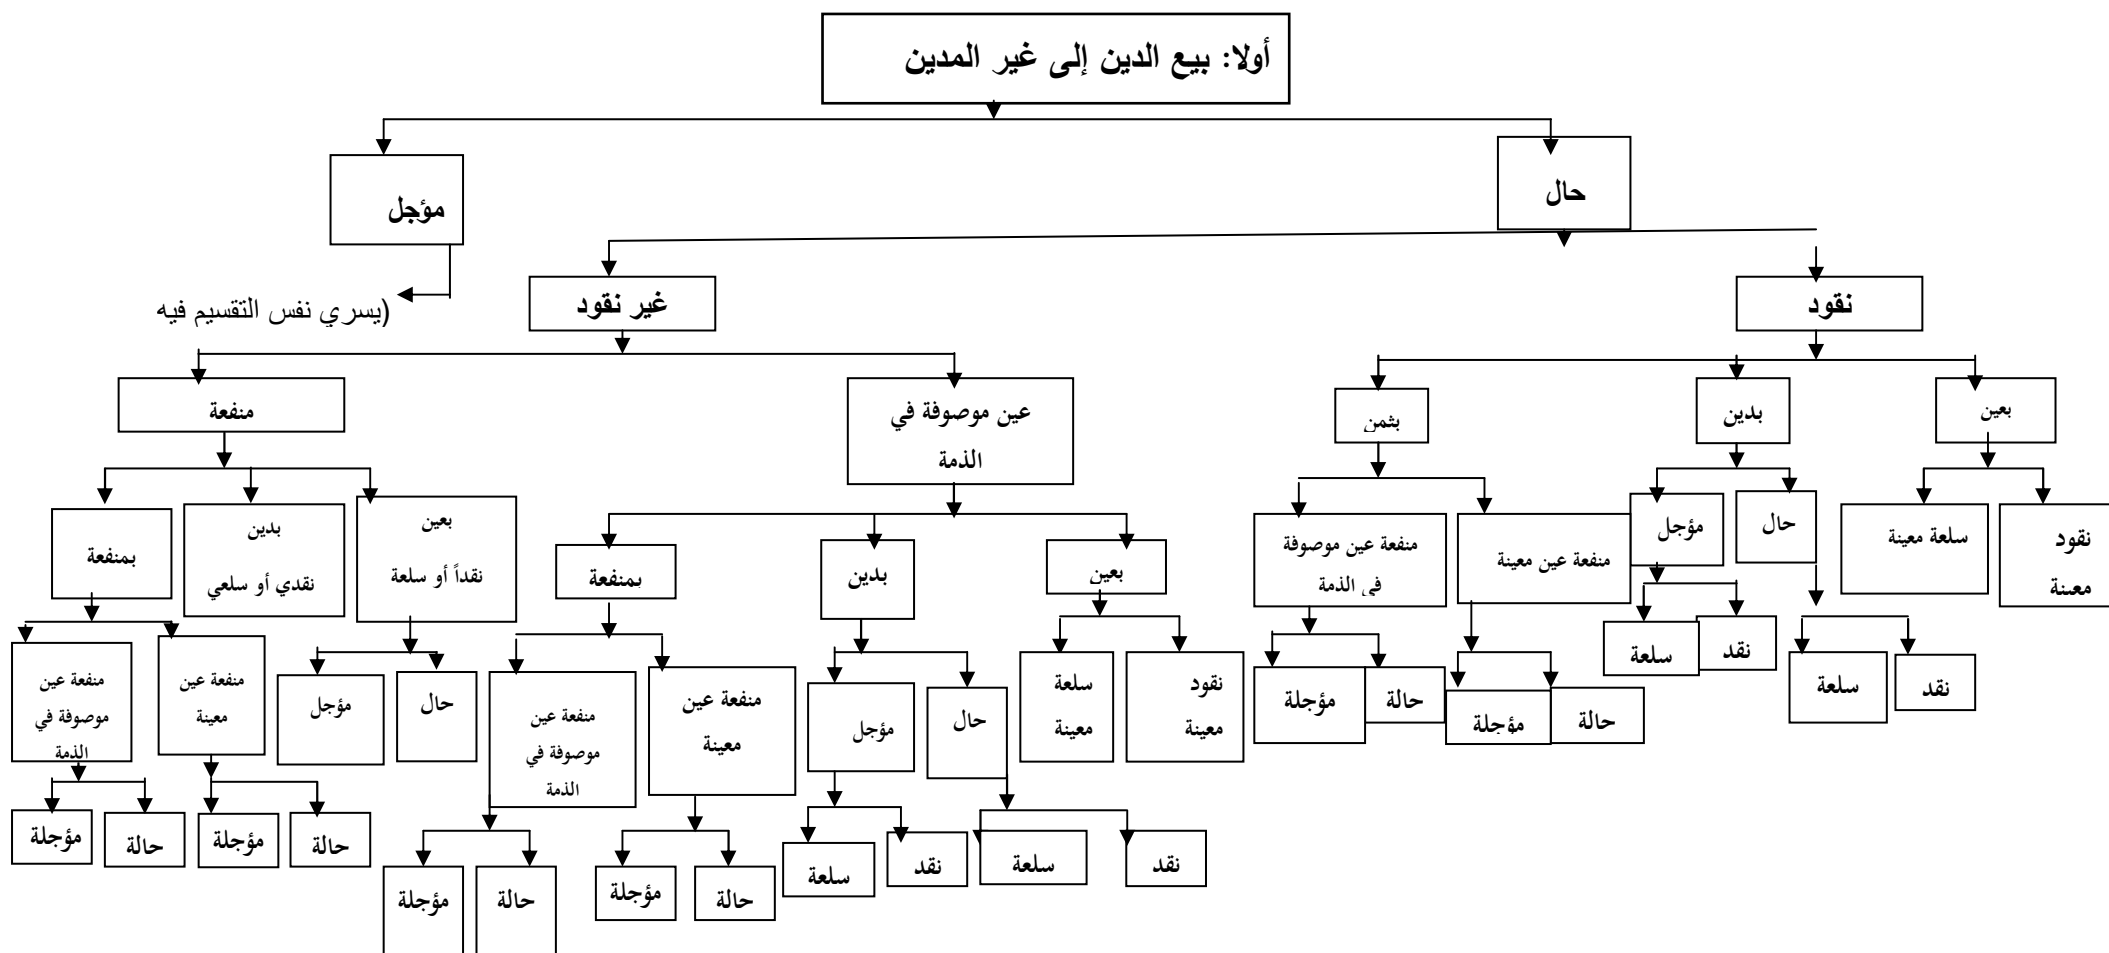 أولا: بيع الدين إلى غير المدين
حال
مؤجل
نقود
غير نقود
(يسري نفس التقسيم فيه
بعين
بدين
بثمن
عين موصوفة في
الذمة
منفعة
نقود
معينة
سلعة معينة
حال
مؤجل
منفعة عين معينة
منفعة عين موصوفة
في الذمة
نقد
سلعة
نقد
سلعة
حالة
مؤجلة
حالة
مؤجلة
بعين
بدين
بمنفعة
نقود
معينة
سلعة
معينة
حال
مؤجل
منفعة عين
معينة
منفعة عين
موصوفة في
الذمة
نقد
سلعة
نقد
سلعة
حالة
مؤجلة
حالة
مؤجلة
بعين
نقداً أو سلعة
بدين
نقدي أو سلعي
بمنفعة
حال
مؤجل
منفعة عين
معينة
منفعة عين
موصوفة في
الذمة
حالة
مؤجلة
حالة
مؤجلة